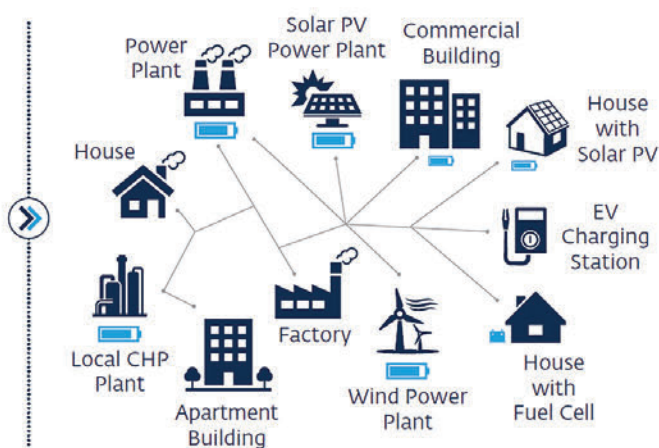 Power
Plant
Solar PV
Power Plant
Commercial
Building
House
with
Solar PV
House
EV
Charging
Station
Factory
Local CHP
Plant
Apartment
Building
Wind Power
Plant
House
with
Fuel Cell